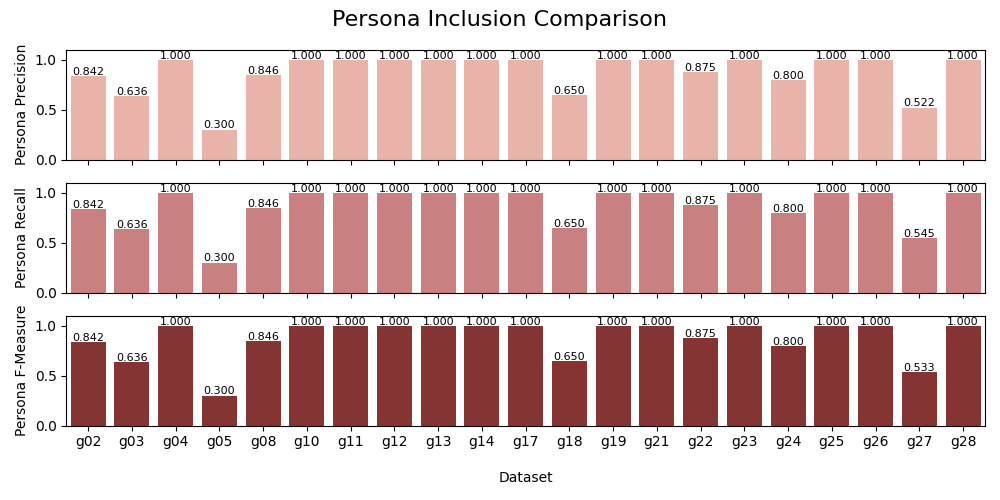 Persona Inclusion Comparison
Persona Precision
1.0
0.5
0.0
0.842 0.636 1.000 0.300 0.846 1.000 1.000 1.000 1.000 1.000 1.000 0.650 1.000 1.000 0.875 1.000 0.800 1.000 1.000 0.522 1.000
Persona Recall
1.0
0.5
0.0
0.842 0.636 1.000 0.300 0.846 1.000 1.000 1.000 1.000 1.000 1.000 0.650 1.000 1.000 0.875 1.000 0.800 1.000 1.000 0.545 1.000
Persona F-Measure
1.0
0.5
0.0
0.842 0.636 1.000 0.300 0.846 1.000 1.000 1.000 1.000 1.000 1.000 0.650 1.000 1.000 0.875 1.000 0.800 1.000 1.000 0.533 1.000
g02 g03 g04 g05 g08 g10 g11 g12 g13 g14 g17 g18 g19 g21 g22 g23 g24 g25 g26 g27 g28
Dataset